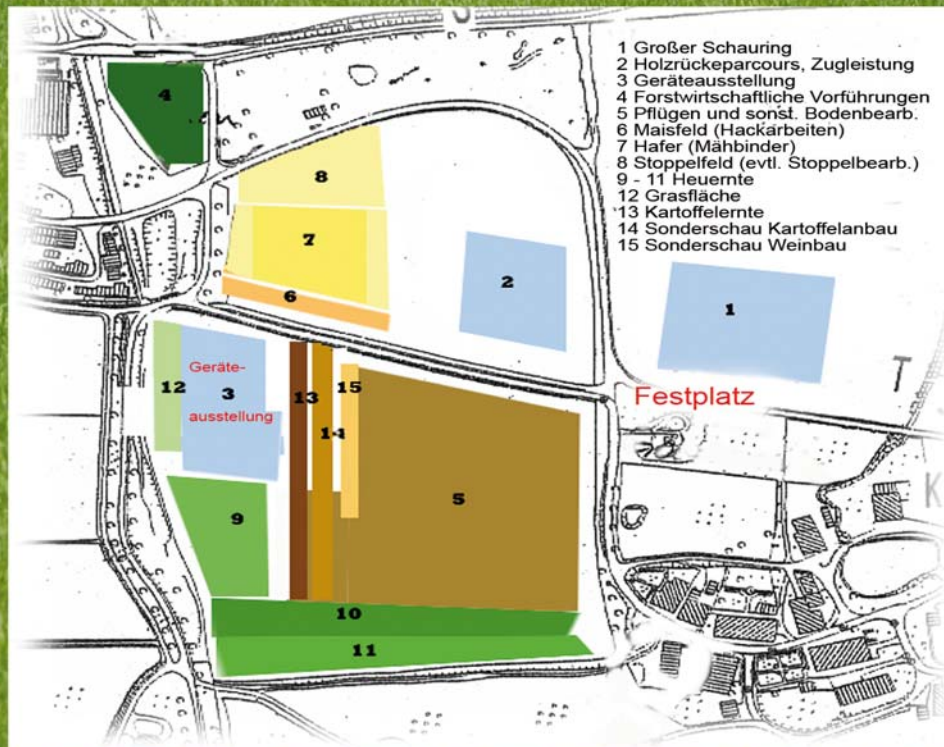 1 Großer Schauring
2 Holzrückeparcours, Zugleistung
3 Geräteausstellung
4 Forstwirtschaftliche Vorführungen
5 Pflügen und sonst. Bodenbearb.
6 Maisfeld (Hackarbeiten)
7 Hafer (Mähbinder)
8 Stoppelfeld (evtl. Stoppelbearb.)
9 - 11 Heuernte
12 Grasfläche
13 Kartoffelernte
14 Sonderschau Kartoffelanbau
15 Sonderschau Weinbau
4
8
7
6
2
1
12
Geräte-
3
ausstellung
13
14
15
5
Festplatz
T
K
9
10
11